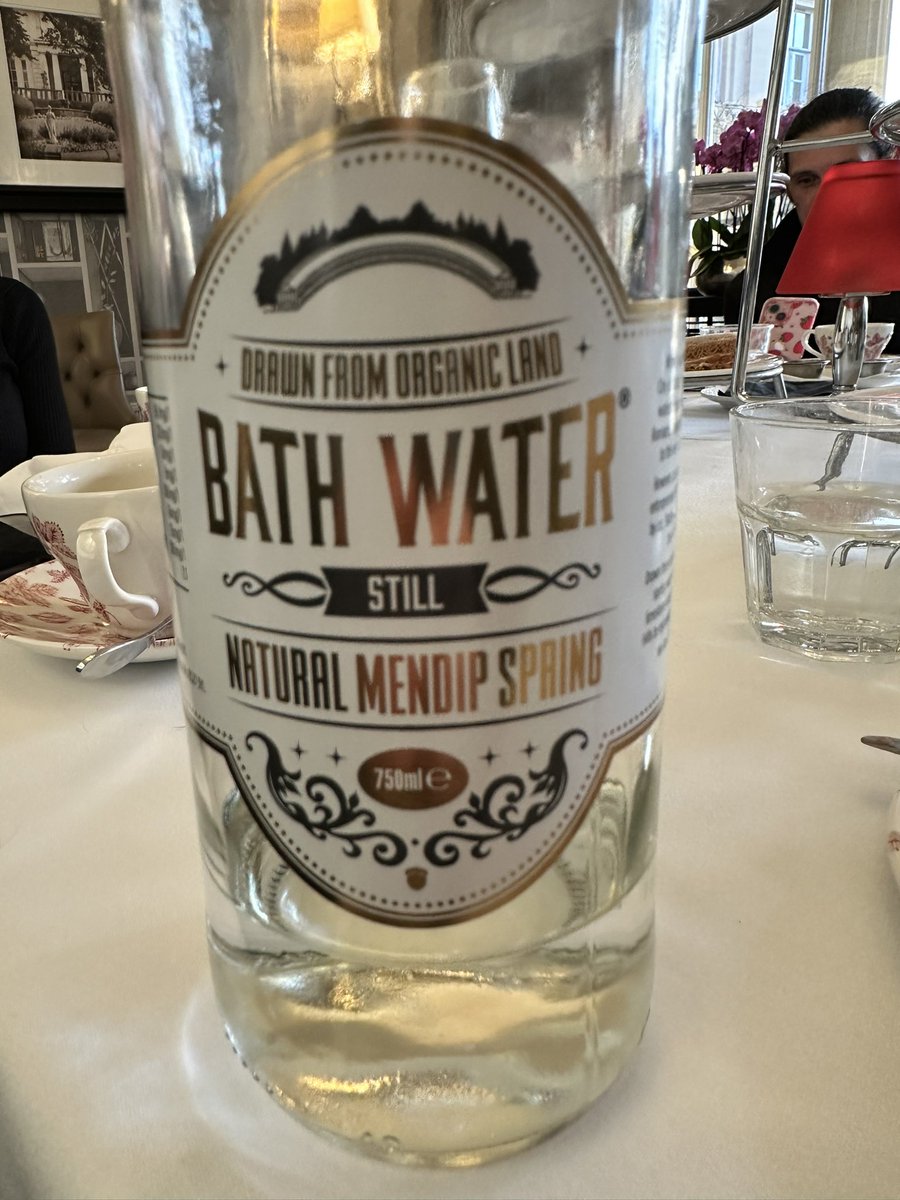 DRAWN FROM ORGANIC LAND
BATH WATER®
STILL
NATURAL MENDIP SPRING
750ml ℮